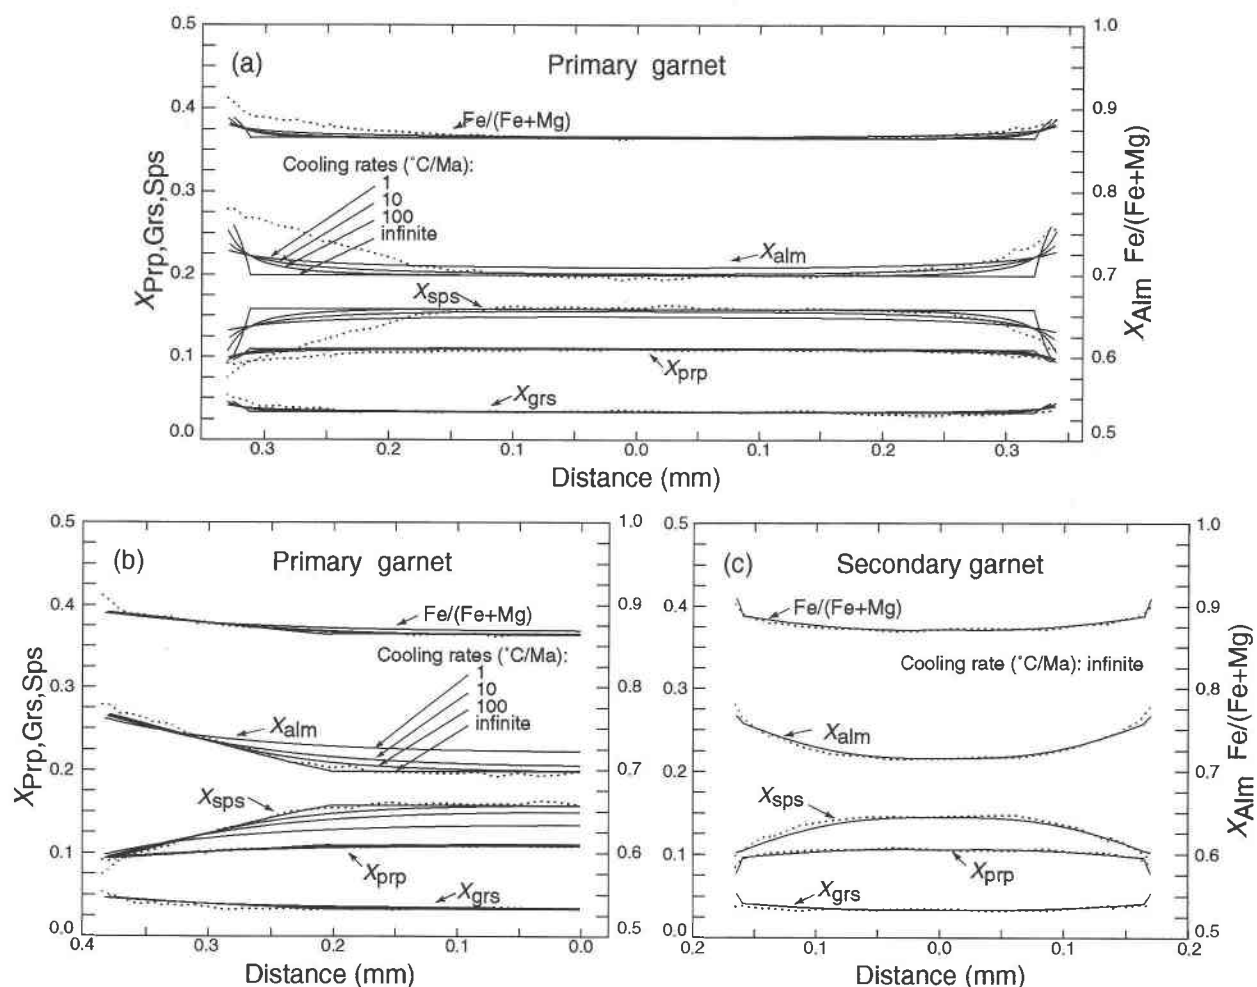 (a)
Primary garnet
0.5
0.4
0.3
0.2
0.1
0.0
XPrp,Grs,Sps
1.0
0.9
0.8
0.7
0.6
0.5
XAlm Fe/(Fe+Mg)
Fe/(Fe+Mg)
Cooling rates (°C/Ma):
1
10
100
infinite
Xalm
Xsps
Xprp
Xgrs
0.3 0.2 0.1 0.0 0.1 0.2 0.3
Distance (mm)
(b)
Primary garnet
0.5
0.4
0.3
0.2
0.1
0.0
XPrp,Grs,Sps
1.0
0.9
0.8
0.7
0.6
0.5
Fe/(Fe+Mg)
Cooling rates (°C/Ma):
1
10
100
infinite
Xalm
Xsps
Xprp
Xgrs
0.4 0.3 0.2 0.1 0.0
Distance (mm)
(c)
Secondary garnet
0.5
0.4
0.3
0.2
0.1
0.0
1.0
0.9
0.8
0.7
0.6
0.5
XAlm Fe/(Fe+Mg)
Fe/(Fe+Mg)
Cooling rate (°C/Ma): infinite
Xalm
Xsps
Xprp
Xgrs
0.2 0.1 0.0 0.1 0.2
Distance (mm)